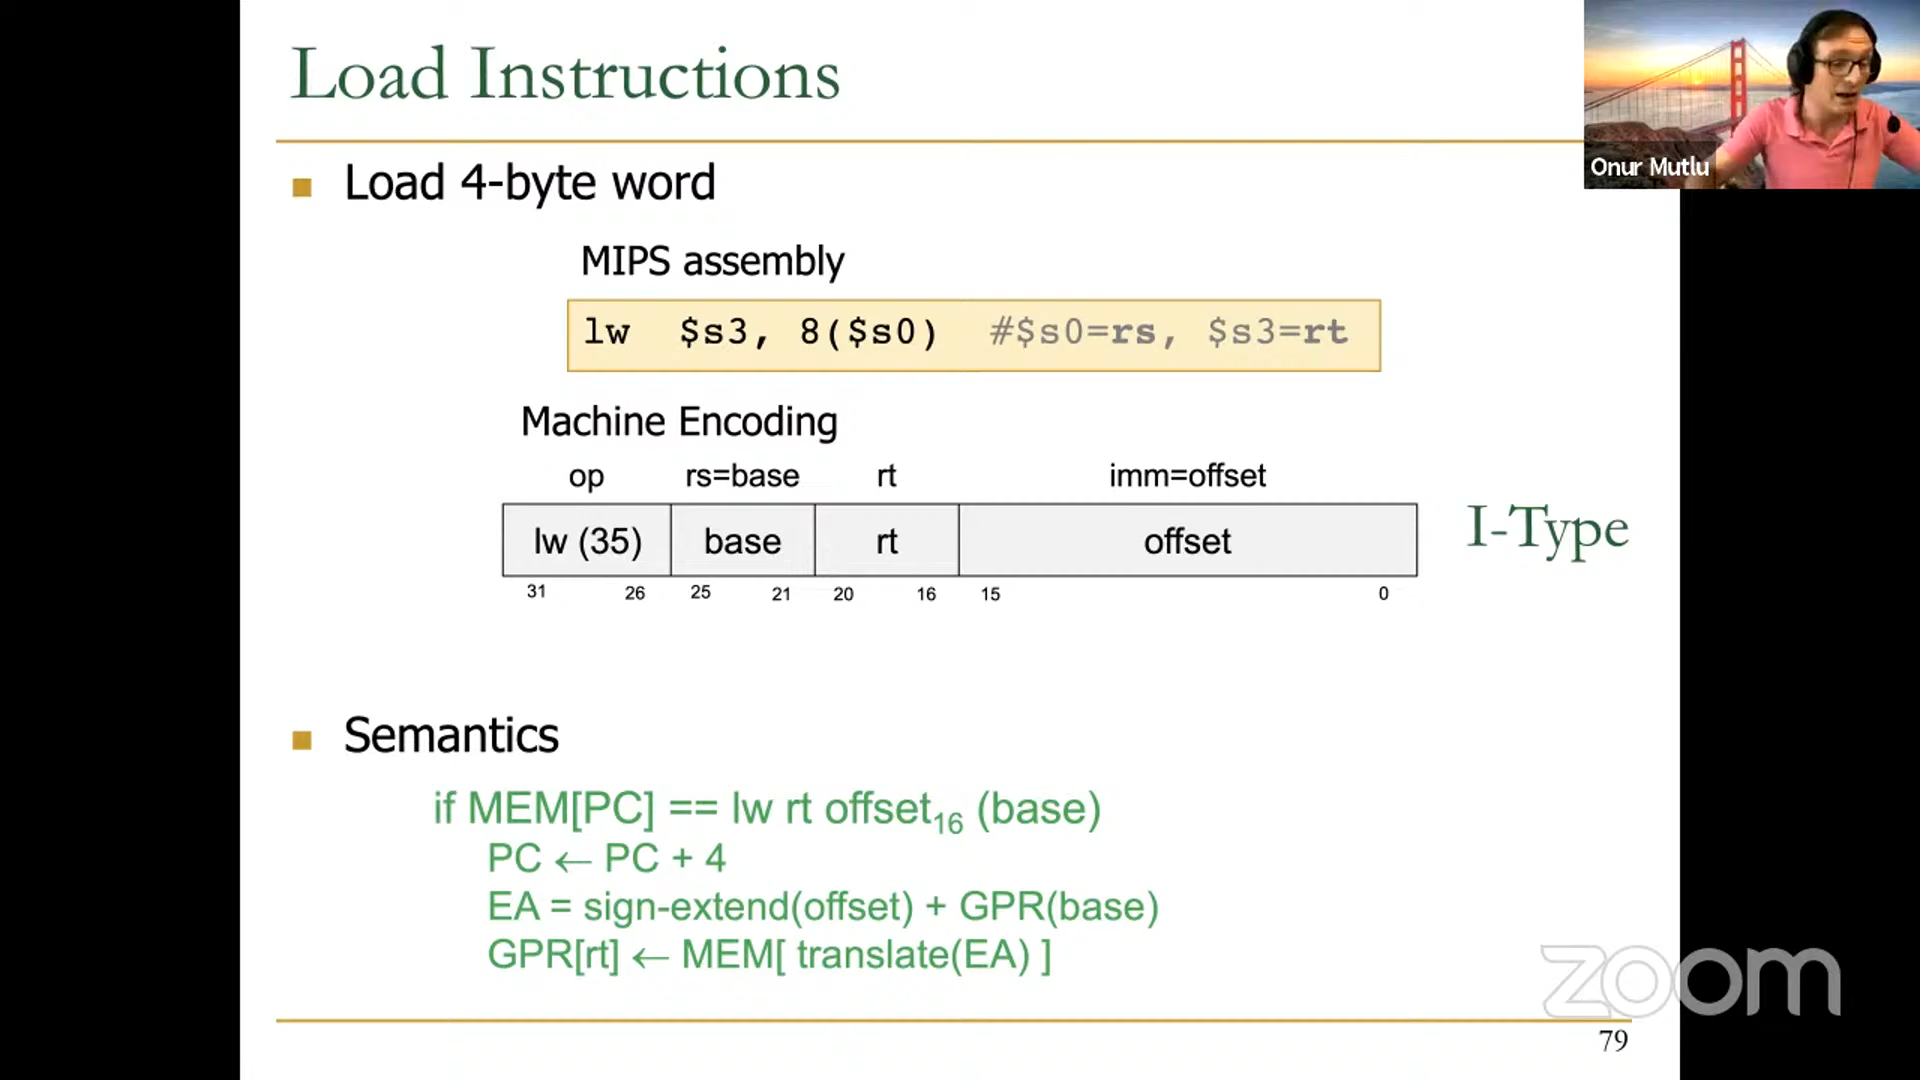 Load Instructions
Onur Mutlu
Load 4-byte word
MIPS assembly
lw $s3, 8($s0) #$s0=rs, $s3=rt
Machine Encoding
op rs=base rt imm=offset
lw (35) base rt offset
I-Type
31 26 25 21 20 16 15 0
Semantics
if MEM[PC] == lw rt offset16 (base)
PC ← PC + 4
EA = sign-extend(offset) + GPR(base)
GPR[rt] ← MEM[ translate(EA) ]
zoom
79